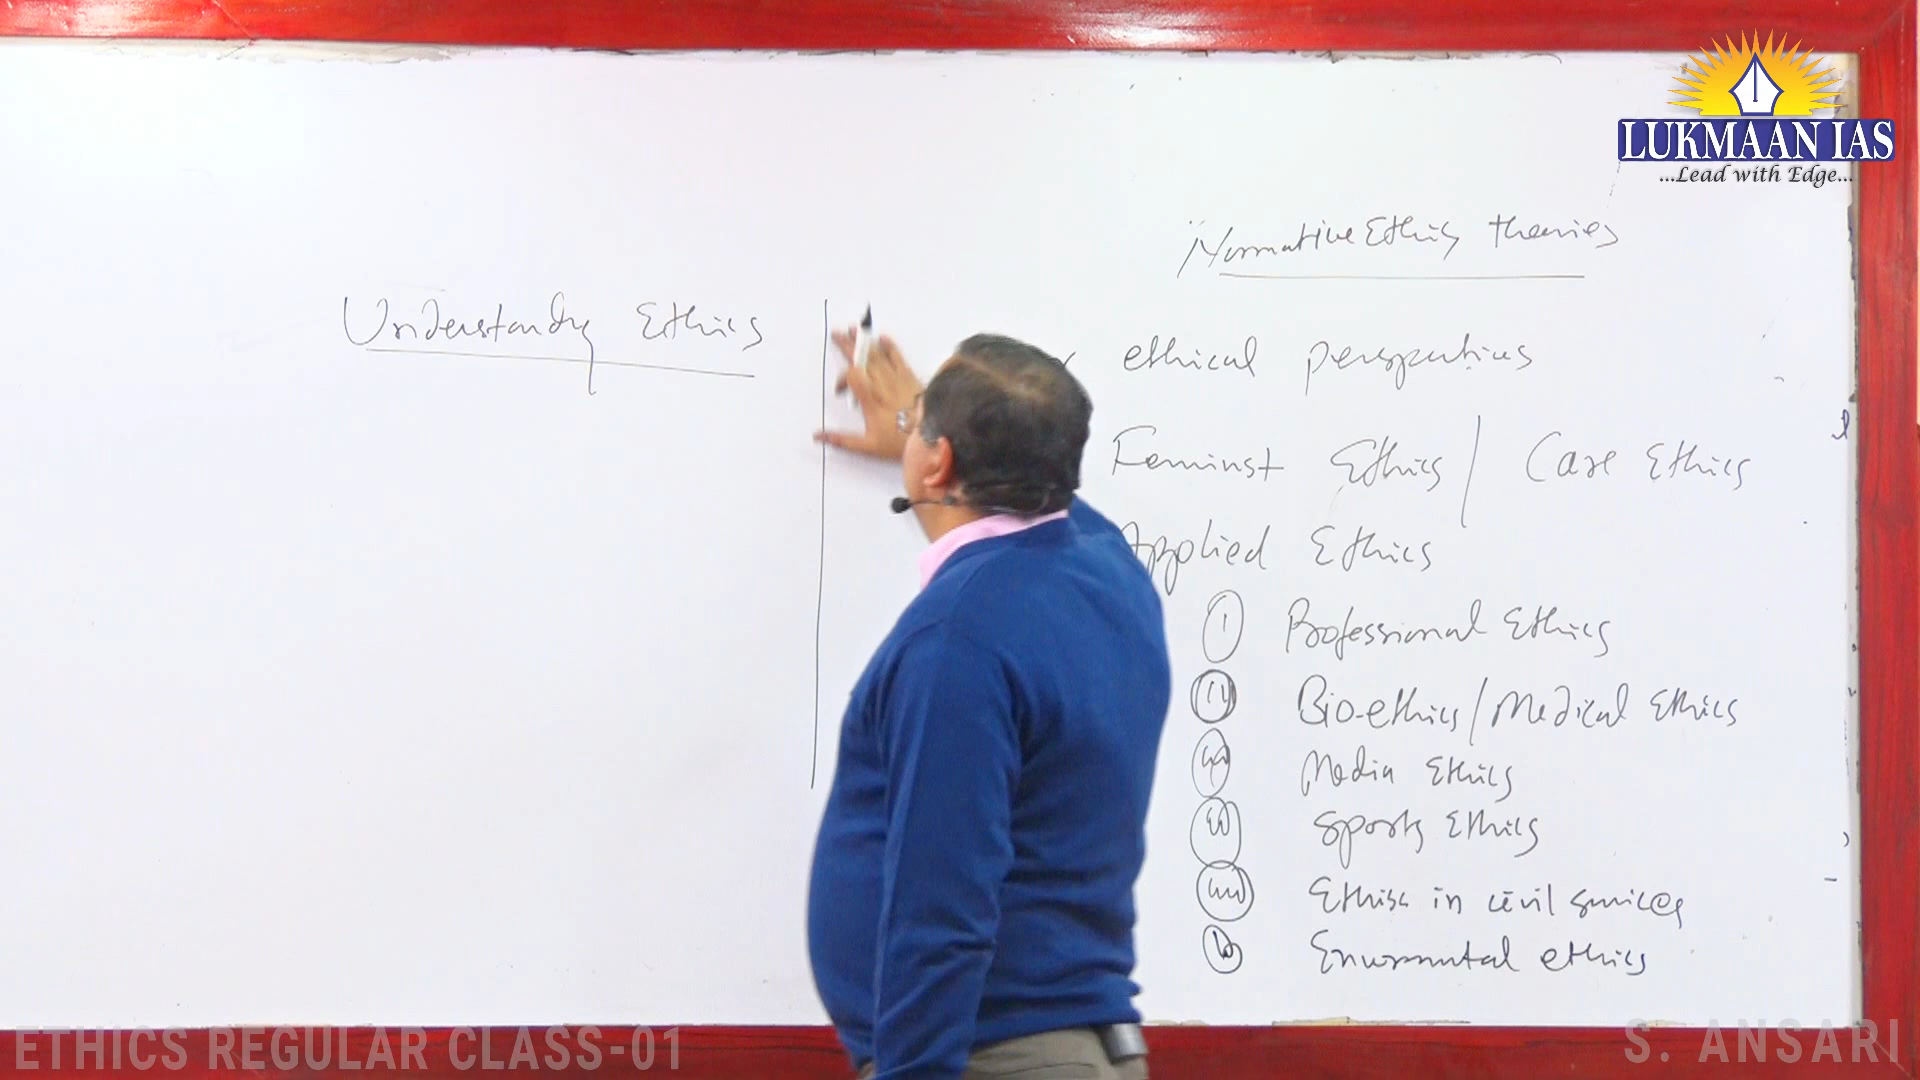 LUKMAAN IAS
...Lead with Edge...
Normative Ethics theories
Understanding Ethics
ethical perspectives
Feminist Ethics / Care Ethics
Applied Ethics
Professional Ethics
Bio-ethics / Medical Ethics
Media Ethics
Sports Ethics
Ethics in civil services
Environmental ethics
ETHICS REGULAR CLASS-01
S. ANSARI